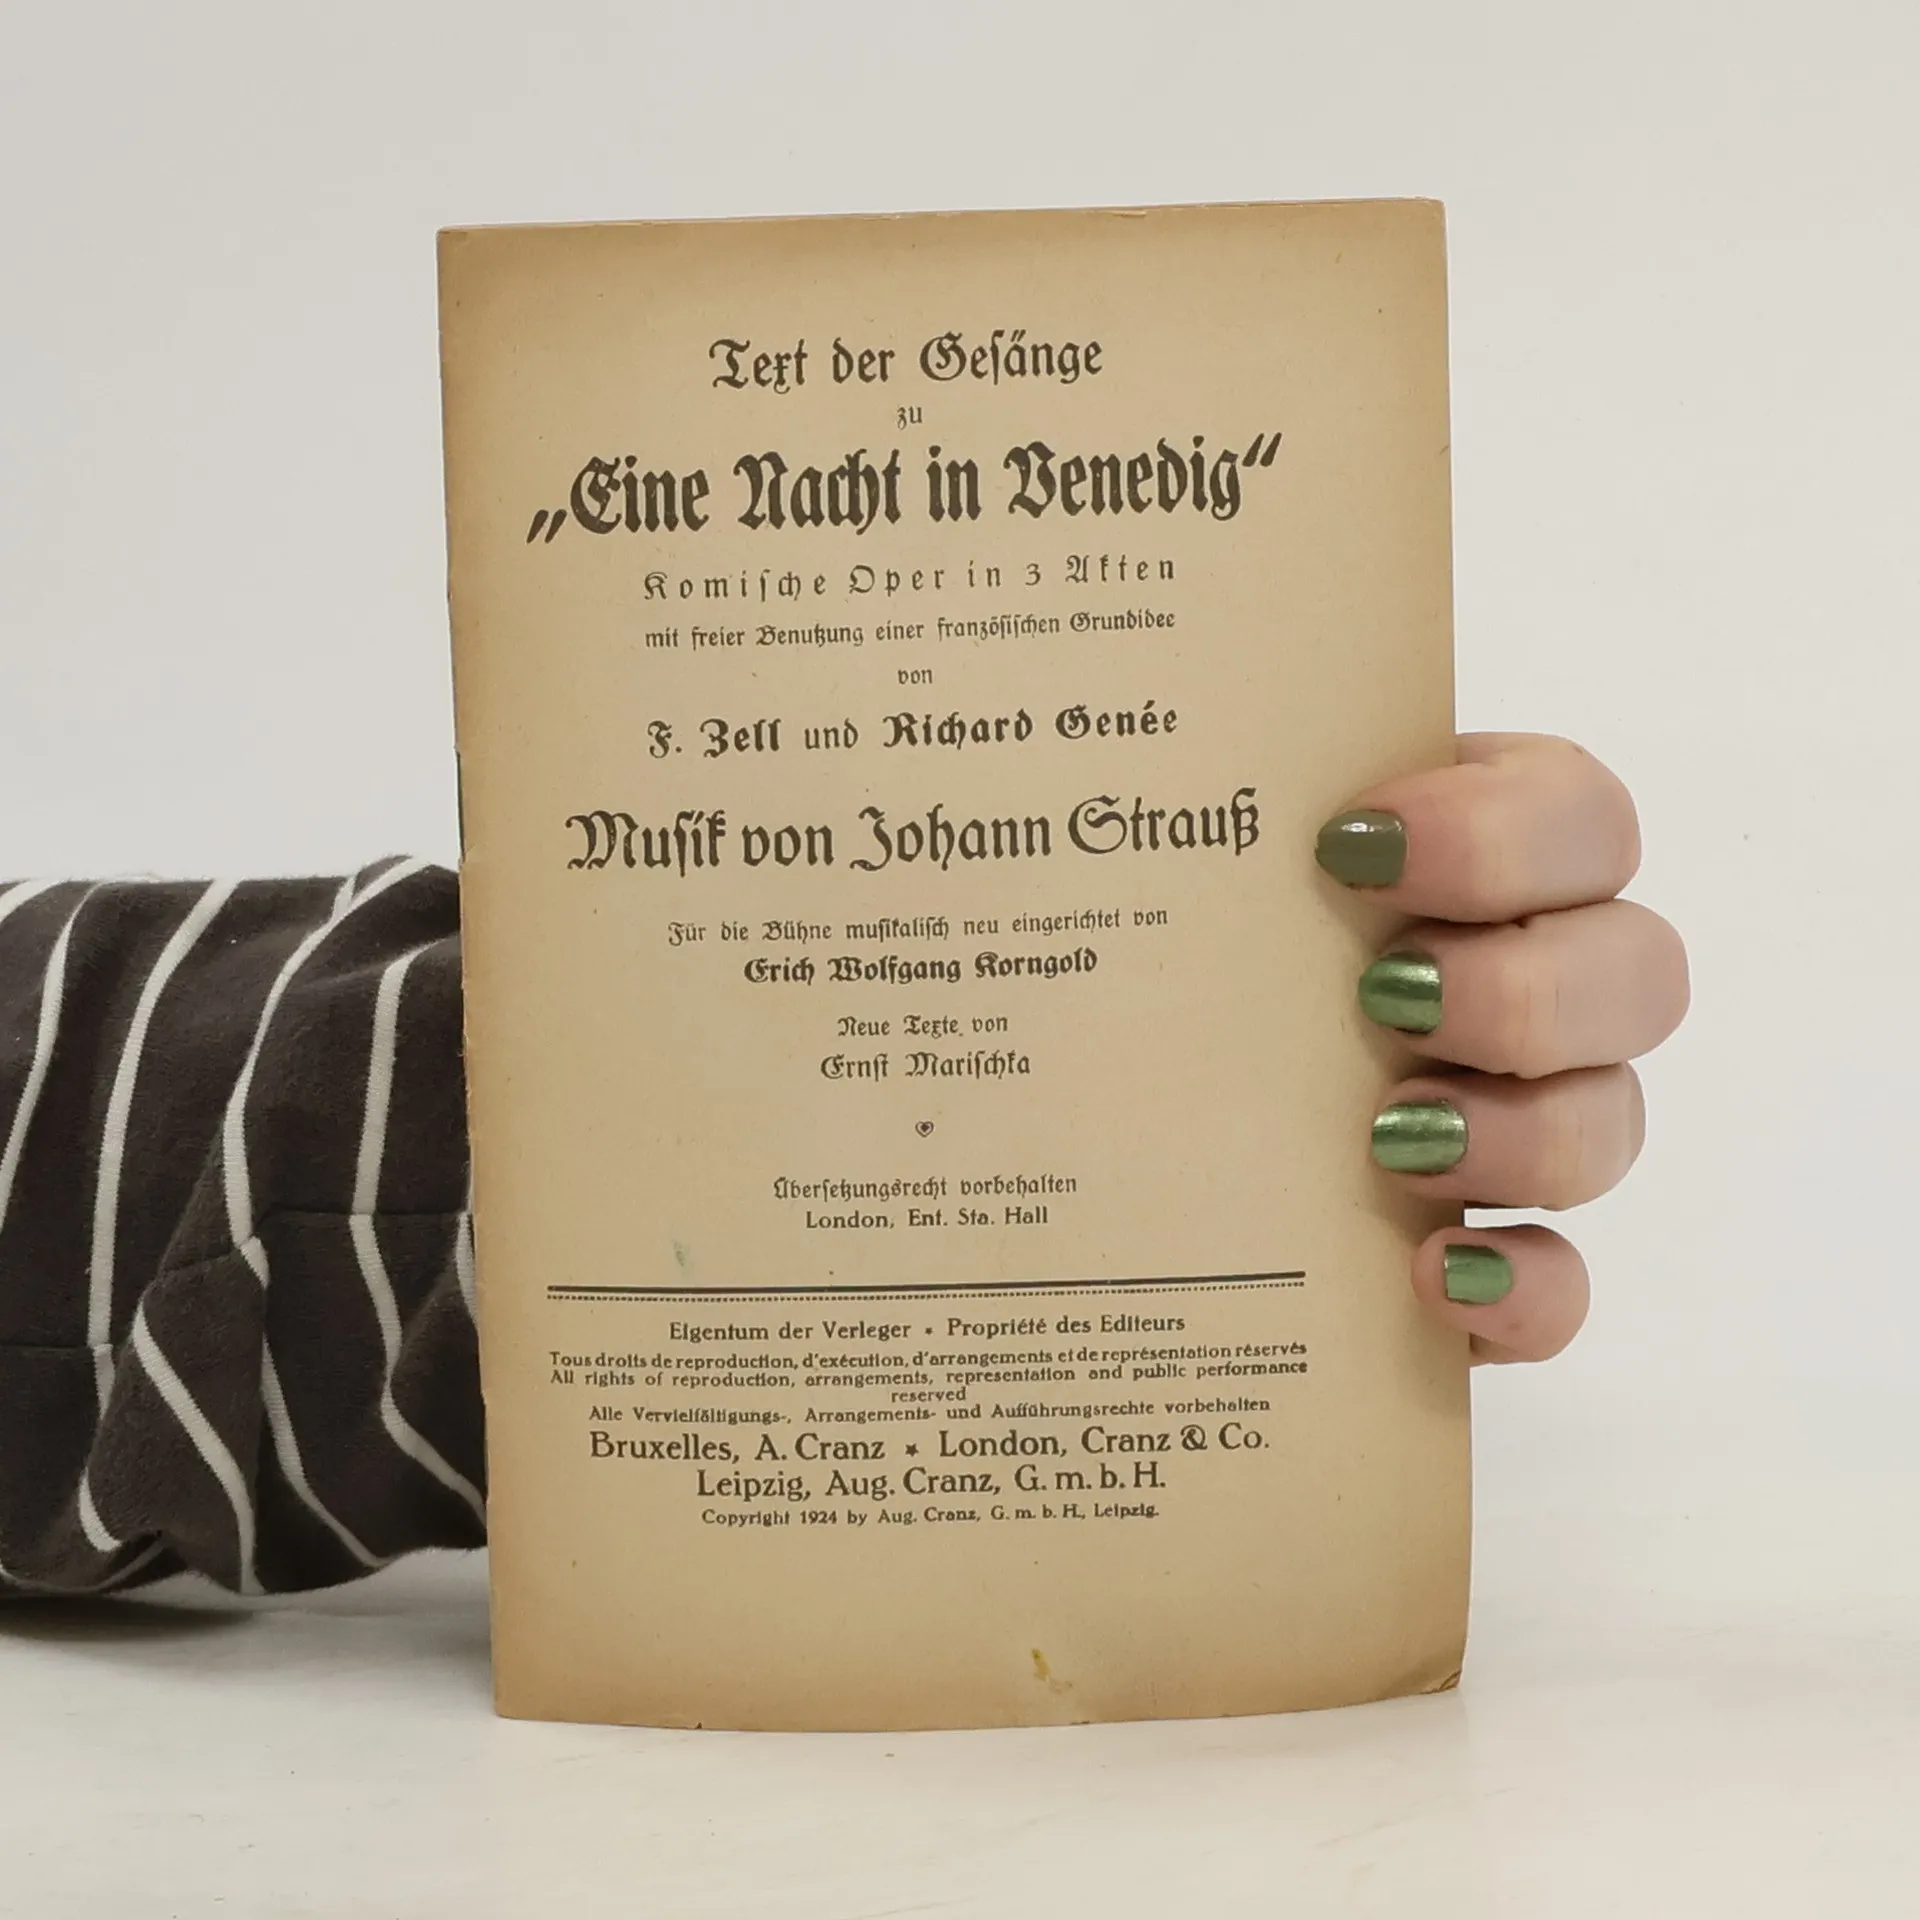 Text der Gesänge
zu
„Eine Nacht in Venedig“
Komische Oper in 3 Akten
mit freier Benutzung einer französischen Grundidee
von
F. Zell und Richard Genée
Musik von Johann Strauß
Für die Bühne musikalisch neu eingerichtet von
Erich Wolfgang Korngold
Neue Texte von
Ernst Marischka
Übersetzungsrecht vorbehalten
London, Ent. Sta. Hall
Eigentum der Verleger * Propriété des Editeurs
Tous droits de reproduction, d'exécution, d'arrangements et de représentation réservés
All rights of reproduction, arrangements, representation and public performance
reserved
Alle Vervielfältigungs-, Arrangements- und Aufführungsrechte vorbehalten
Bruxelles, A. Cranz * London, Cranz & Co.
Leipzig, Aug. Cranz, G. m. b. H.
Copyright 1924 by Aug. Cranz, G. m. b. H., Leipzig.